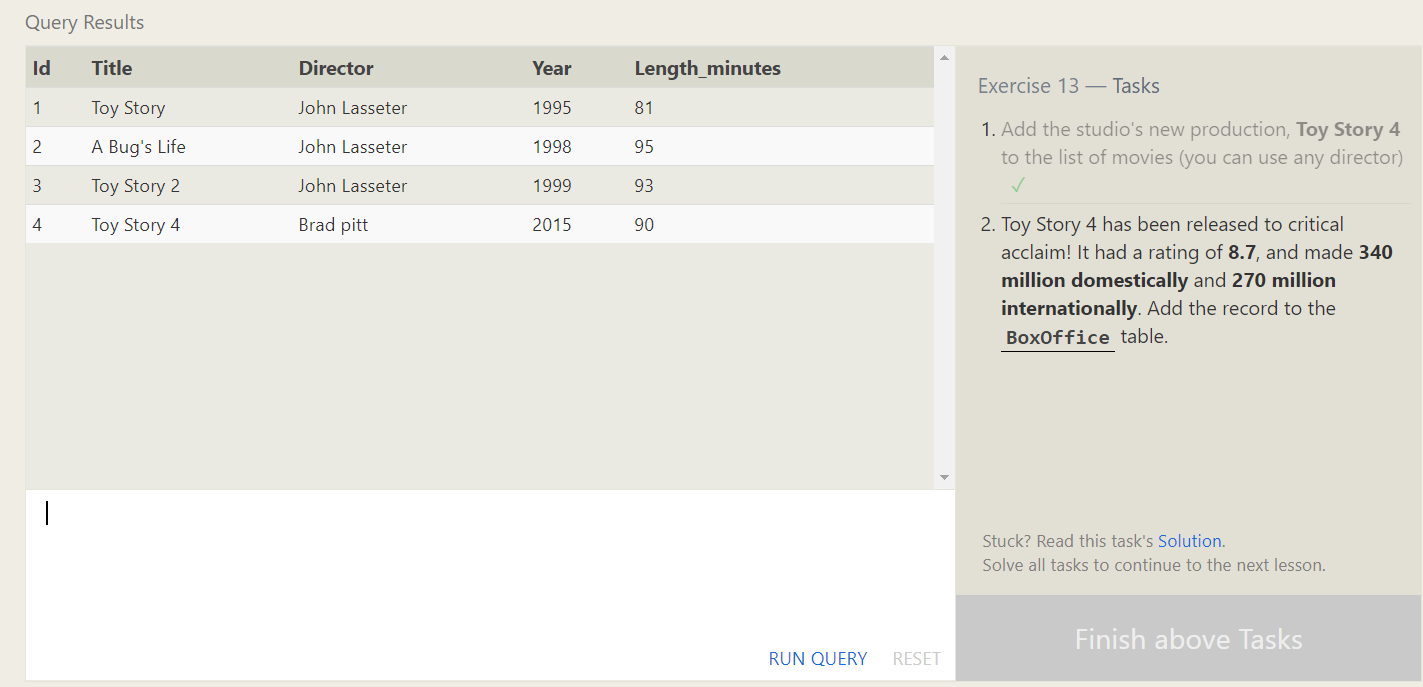 Query Results
Id Title Director Year Length_minutes
1 Toy Story John Lasseter 1995 81
2 A Bug's Life John Lasseter 1998 95
3 Toy Story 2 John Lasseter 1999 93
4 Toy Story 4 Brad pitt 2015 90
RUN QUERY RESET
Exercise 13 — Tasks
1. Add the studio's new production, Toy Story 4
to the list of movies (you can use any director)
✓
2. Toy Story 4 has been released to critical
acclaim! It had a rating of 8.7, and made 340
million domestically and 270 million
internationally. Add the record to the
BoxOffice table.
Stuck? Read this task's Solution.
Solve all tasks to continue to the next lesson.
Finish above Tasks